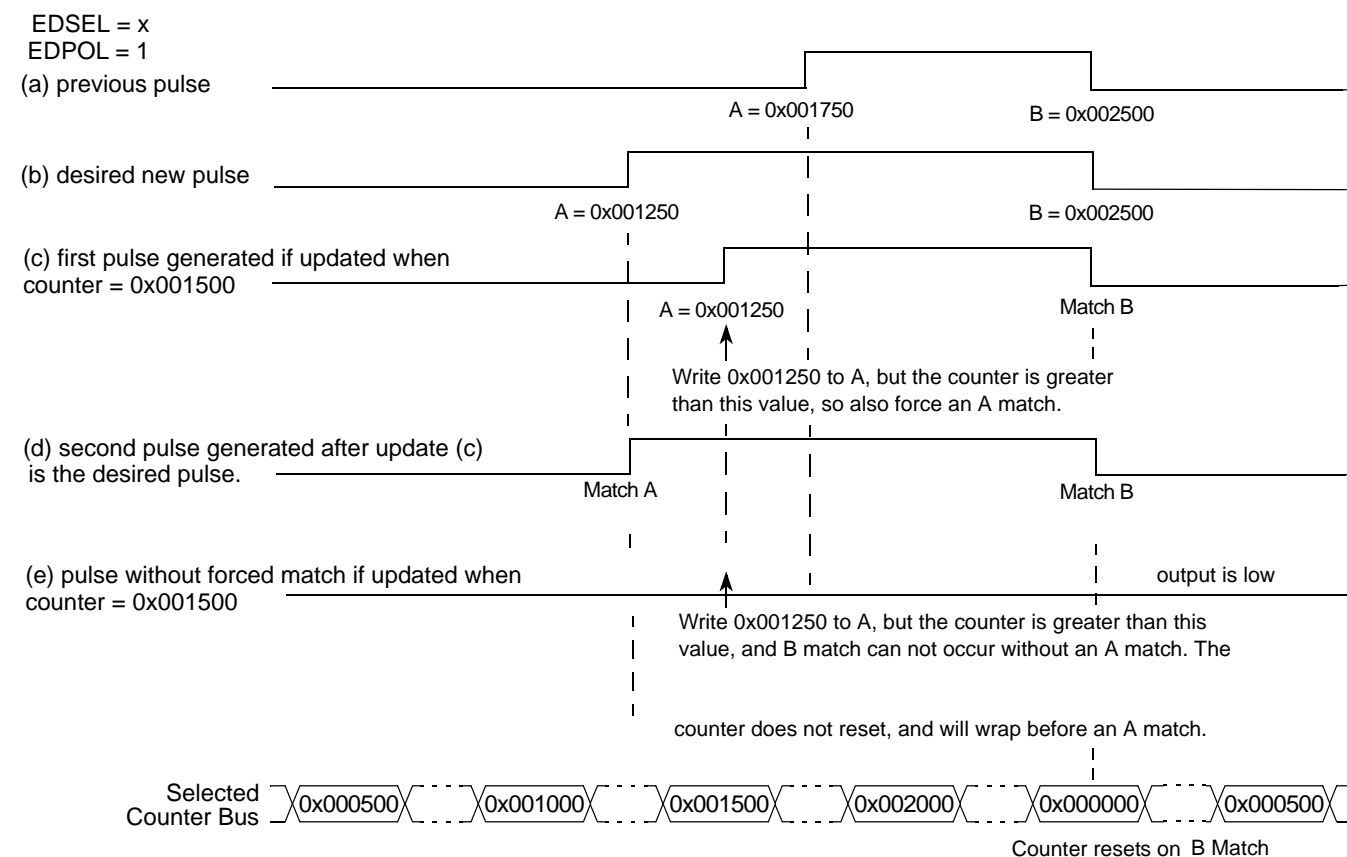 EDSEL = x
EDPOL = 1
(a) previous pulse
A = 0x001750
B = 0x002500
(b) desired new pulse
A = 0x001250
B = 0x002500
(c) first pulse generated if updated when
counter = 0x001500
A = 0x001250
Match B
Write 0x001250 to A, but the counter is greater
than this value, so also force an A match.
(d) second pulse generated after update (c)
is the desired pulse.
Match A
Match B
(e) pulse without forced match if updated when
counter = 0x001500
output is low
Write 0x001250 to A, but the counter is greater than this
value, and B match can not occur without an A match. The
counter does not reset, and will wrap before an A match.
Selected
Counter Bus
0x000500
0x001000
0x001500
0x002000
0x000000
0x000500
Counter resets on B Match